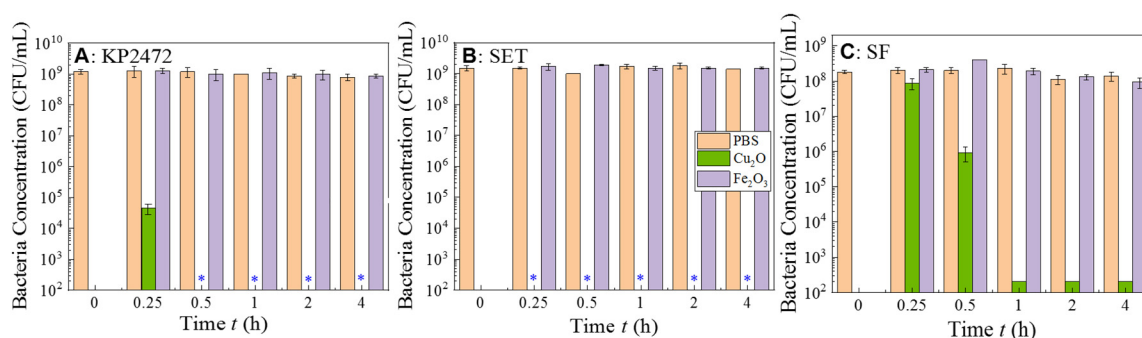 A: KP2472
Bacteria Concentration (CFU/mL)
10¹⁰
10⁹
10⁸
10⁷
10⁶
10⁵
10⁴
10³
10²
* * * *
0 0.25 0.5 1 2 4
Time t (h)
B: SET
Bacteria Concentration (CFU/mL)
10¹⁰
10⁹
10⁸
10⁷
10⁶
10⁵
10⁴
10³
10²
PBS
Cu₂O
Fe₂O₃
* * * * *
0 0.25 0.5 1 2 4
Time t (h)
C: SF
Bacteria Concentration (CFU/mL)
10⁹
10⁸
10⁷
10⁶
10⁵
10⁴
10³
10²
0 0.25 0.5 1 2 4
Time t (h)